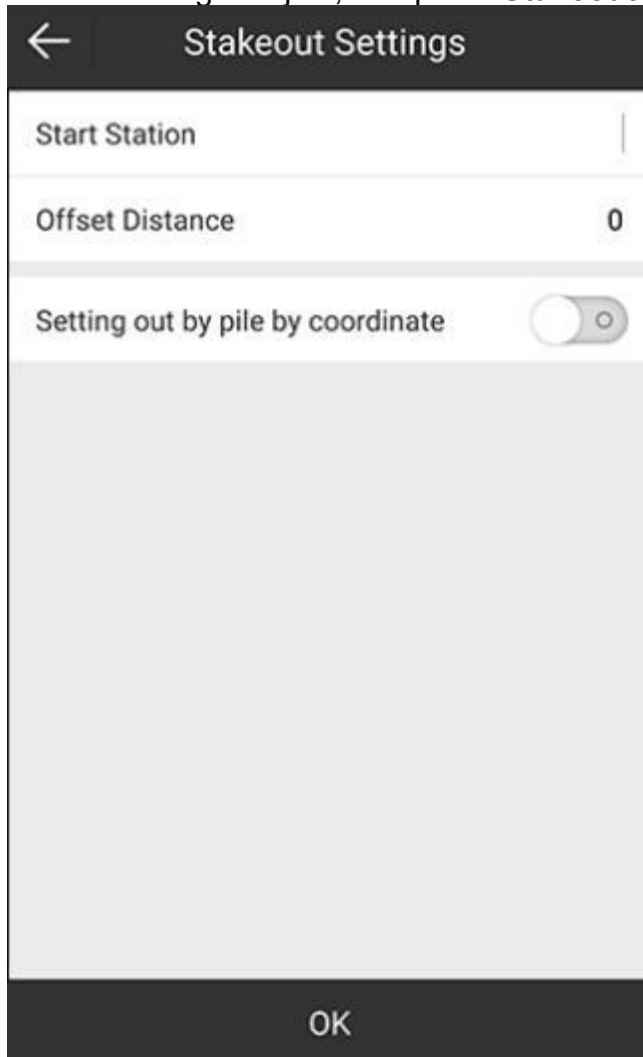 Stakeout Settings
Start Station
Offset Distance 0
Setting out by pile by coordinate
OK